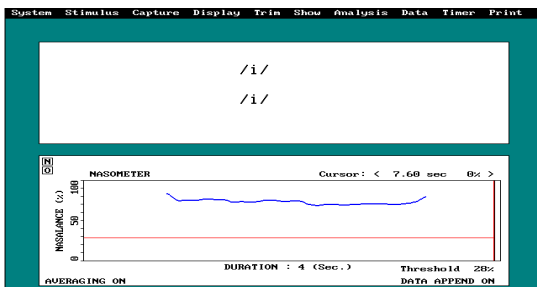 System Stimulus Capture Display Trim Show Analysis Data Timer Print
/i/
/i/
N
O
NASOMETER Cursor: < 7.60 sec 0% >
100
50
0
NASALANCE (%)
DURATION : 4 (Sec.) Threshold 28%
AVERAGING ON DATA APPEND ON